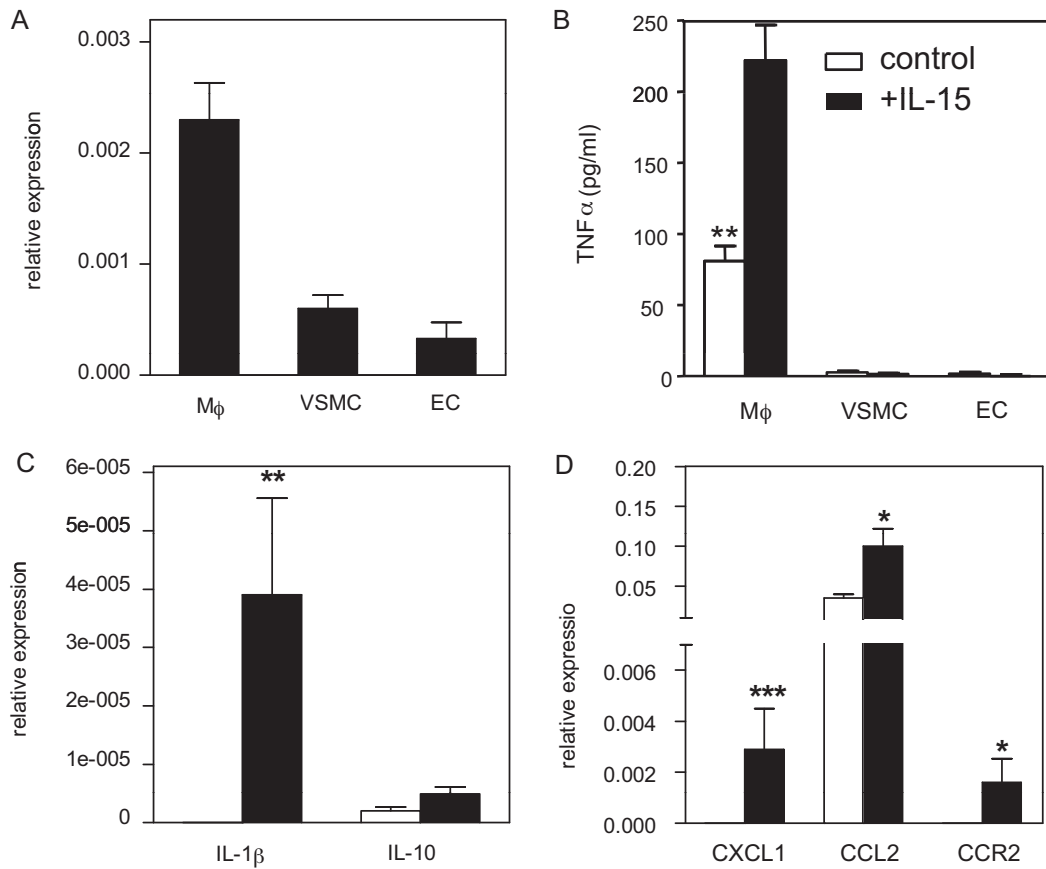 A
relative expression
0.003
0.002
0.001
0.000
Mϕ VSMC EC
B
TNFα (pg/ml)
250
200
150
100
50
0
control
+IL-15
**
Mϕ VSMC EC
C
relative expression
6e-005
5e-005
4e-005
3e-005
2e-005
1e-005
0
**
IL-1β IL-10
D
relative expressio
0.20
0.15
0.10
0.05
0.006
0.004
0.002
0.000
***
*
*
CXCL1 CCL2 CCR2